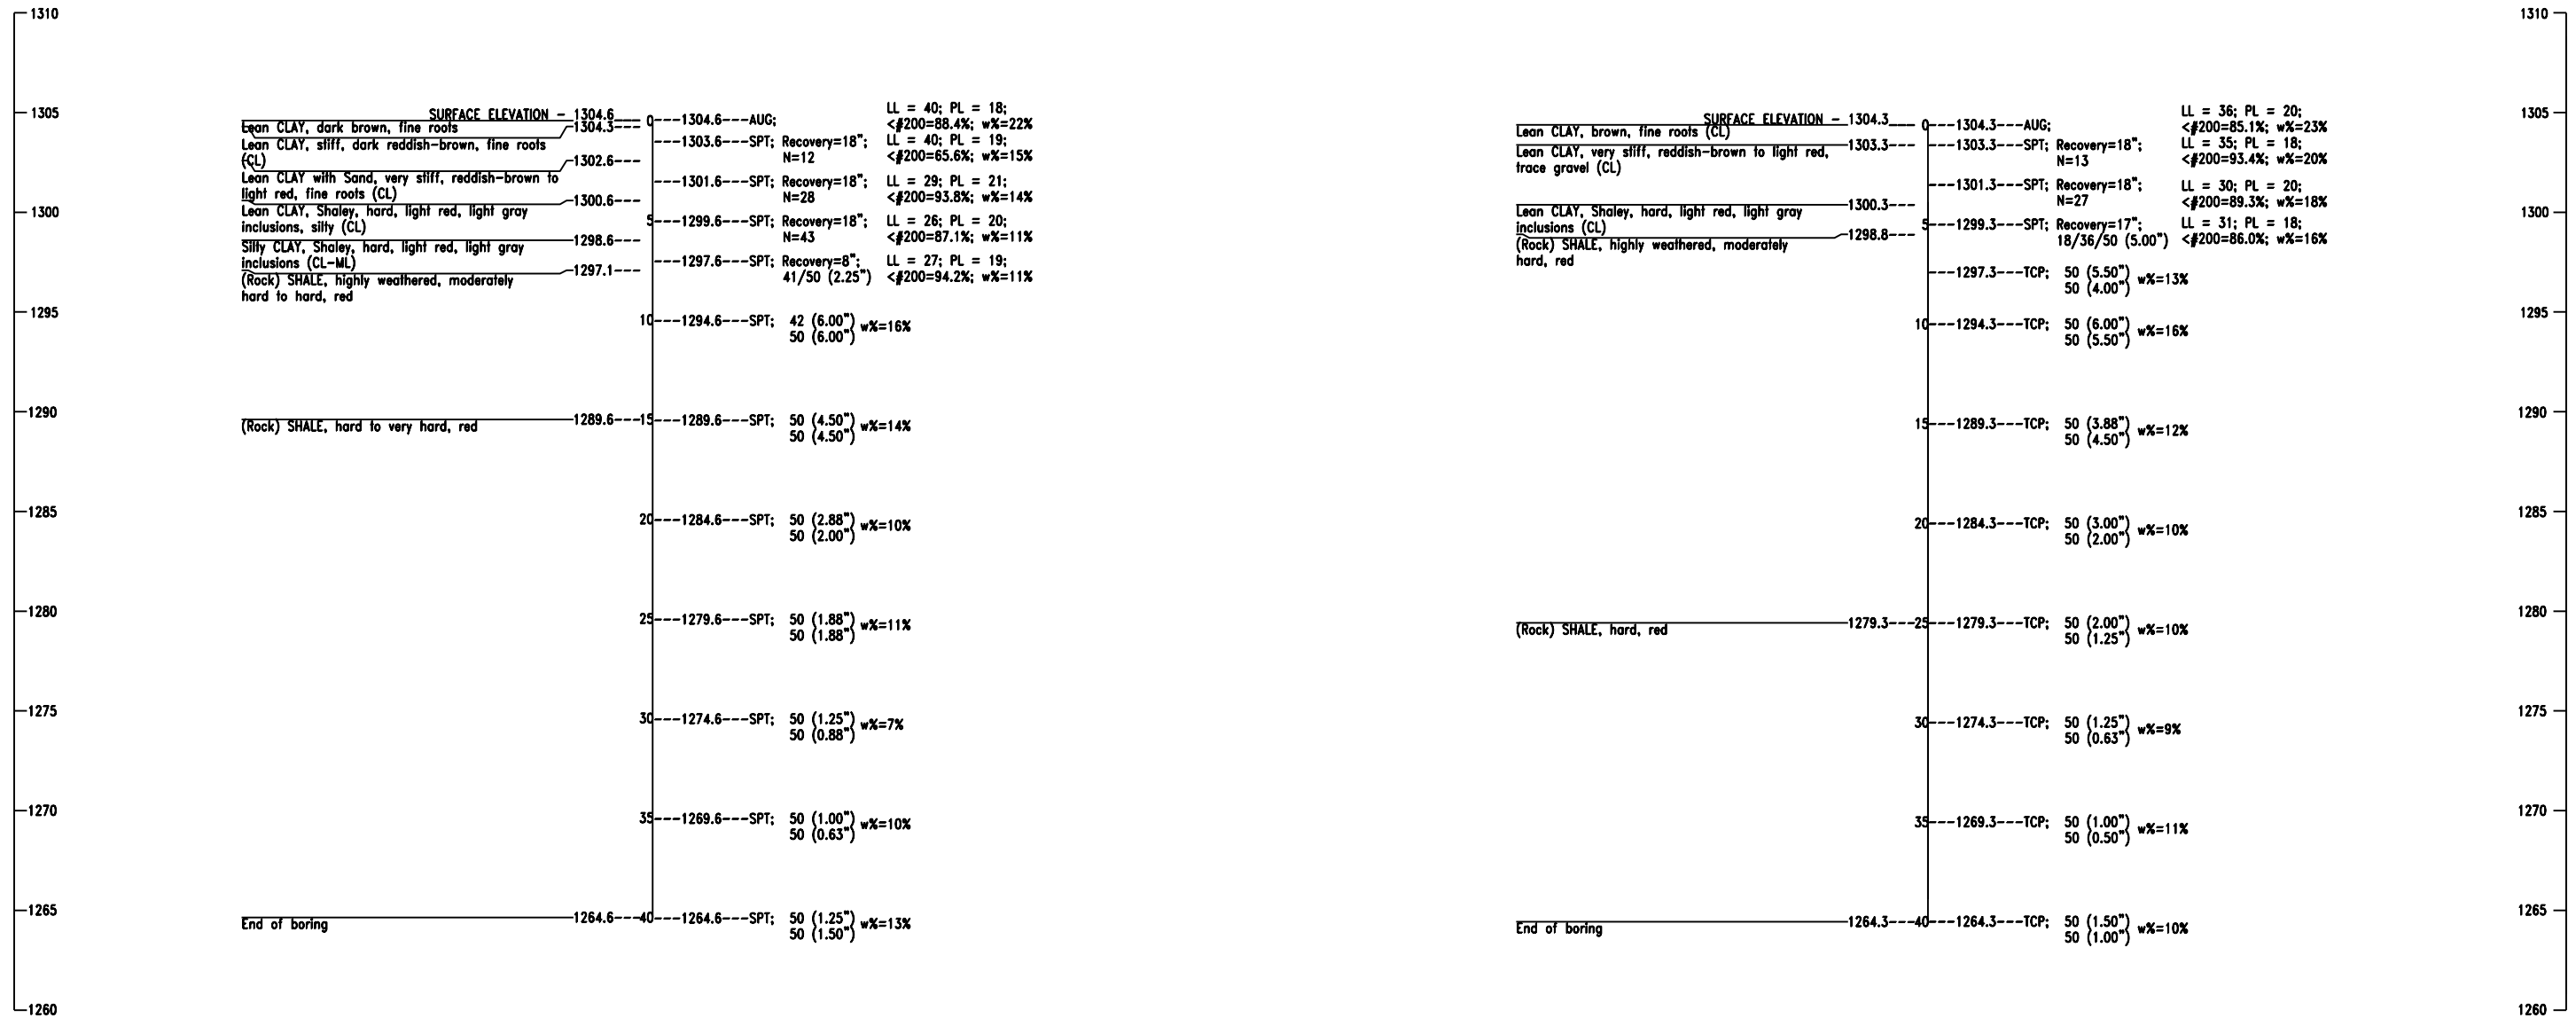 1310
1305
1300
1295
1290
1285
1280
1275
1270
1265
1260
SURFACE ELEVATION - 1304.6
Lean CLAY, dark brown, fine roots
1304.3---
Lean CLAY, stiff, dark reddish-brown, fine roots
(CL)
1302.6---
Lean CLAY with Sand, very stiff, reddish-brown to
light red, fine roots (CL)
1300.6---
Lean CLAY, Shaley, hard, light red, light gray
inclusions, silty (CL)
1298.6---
Silty CLAY, Shaley, hard, light red, light gray
inclusions (CL-ML)
1297.1---
(Rock) SHALE, highly weathered, moderately
hard to hard, red
1289.6---15
(Rock) SHALE, hard to very hard, red
1264.6---40
End of boring
0---1304.6---AUG;
LL = 40; PL = 18;
<#200=88.4%; w%=22%
---1303.6---SPT; Recovery=18"; LL = 40; PL = 19;
N=12 <#200=65.6%; w%=15%
---1301.6---SPT; Recovery=18"; LL = 29; PL = 21;
N=28 <#200=93.8%; w%=14%
5---1299.6---SPT; Recovery=18"; LL = 26; PL = 20;
N=43 <#200=87.1%; w%=11%
---1297.6---SPT; Recovery=8"; LL = 27; PL = 19;
41/50 (2.25") <#200=94.2%; w%=11%
10---1294.6---SPT; 42 (6.00") w%=16%
50 (6.00")
---1289.6---SPT; 50 (4.50") w%=14%
50 (4.50")
20---1284.6---SPT; 50 (2.88") w%=10%
50 (2.00")
25---1279.6---SPT; 50 (1.88") w%=11%
50 (1.88")
30---1274.6---SPT; 50 (1.25") w%=7%
50 (0.88")
35---1269.6---SPT; 50 (1.00") w%=10%
50 (0.63")
---1264.6---SPT; 50 (1.25") w%=13%
50 (1.50")
SURFACE ELEVATION - 1304.3
Lean CLAY, brown, fine roots (CL)
1303.3---
Lean CLAY, very stiff, reddish-brown to light red,
trace gravel (CL)
1300.3---
Lean CLAY, Shaley, hard, light red, light gray
inclusions (CL)
1298.8---
(Rock) SHALE, highly weathered, moderately
hard, red
1279.3---25
(Rock) SHALE, hard, red
1264.3---40
End of boring
0---1304.3---AUG;
LL = 36; PL = 20;
<#200=85.1%; w%=23%
---1303.3---SPT; Recovery=18"; LL = 35; PL = 18;
N=13 <#200=93.4%; w%=20%
---1301.3---SPT; Recovery=18"; LL = 30; PL = 20;
N=27 <#200=89.3%; w%=18%
5---1299.3---SPT; Recovery=17"; LL = 31; PL = 18;
18/36/50 (5.00") <#200=86.0%; w%=16%
---1297.3---TCP; 50 (5.50") w%=13%
50 (4.00")
10---1294.3---TCP; 50 (6.00") w%=16%
50 (5.50")
15---1289.3---TCP; 50 (3.88") w%=12%
50 (4.50")
20---1284.3---TCP; 50 (3.00") w%=10%
50 (2.00")
---1279.3---TCP; 50 (2.00") w%=10%
50 (1.25")
30---1274.3---TCP; 50 (1.25") w%=9%
50 (0.63")
35---1269.3---TCP; 50 (1.00") w%=11%
50 (0.50")
---1264.3---TCP; 50 (1.50") w%=10%
50 (1.00")
1310
1305
1300
1295
1290
1285
1280
1275
1270
1265
1260